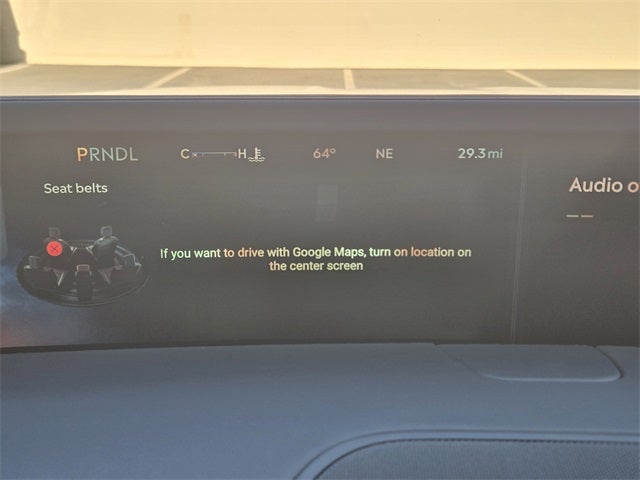 PRNDL C H 64° NE 29.3 mi
Seat belts
Audio o
--
If you want to drive with Google Maps, turn on location on
the center screen